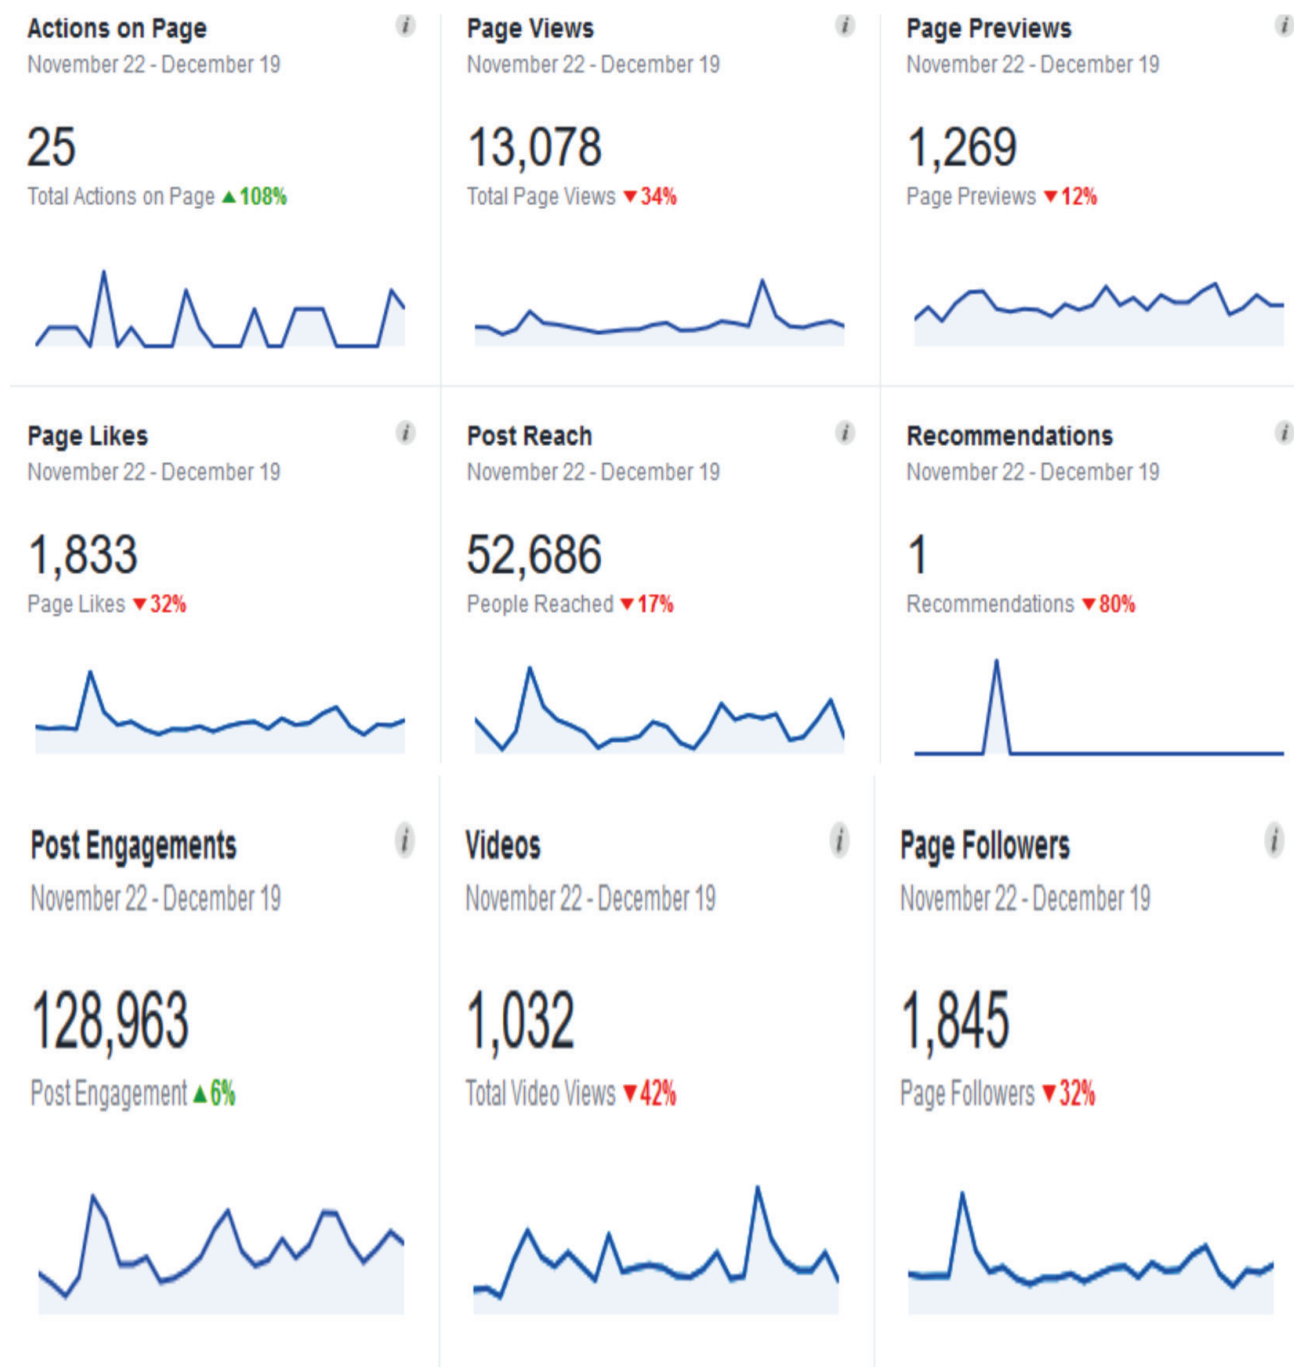 Actions on Page
November 22 - December 19
25
Total Actions on Page ▲108%
Page Views
November 22 - December 19
13,078
Total Page Views ▼34%
Page Previews
November 22 - December 19
1,269
Page Previews ▼12%
Page Likes
November 22 - December 19
1,833
Page Likes ▼32%
Post Reach
November 22 - December 19
52,686
People Reached ▼17%
Recommendations
November 22 - December 19
1
Recommendations ▼80%
Post Engagements
November 22 - December 19
128,963
Post Engagement ▲6%
Videos
November 22 - December 19
1,032
Total Video Views ▼42%
Page Followers
November 22 - December 19
1,845
Page Followers ▼32%